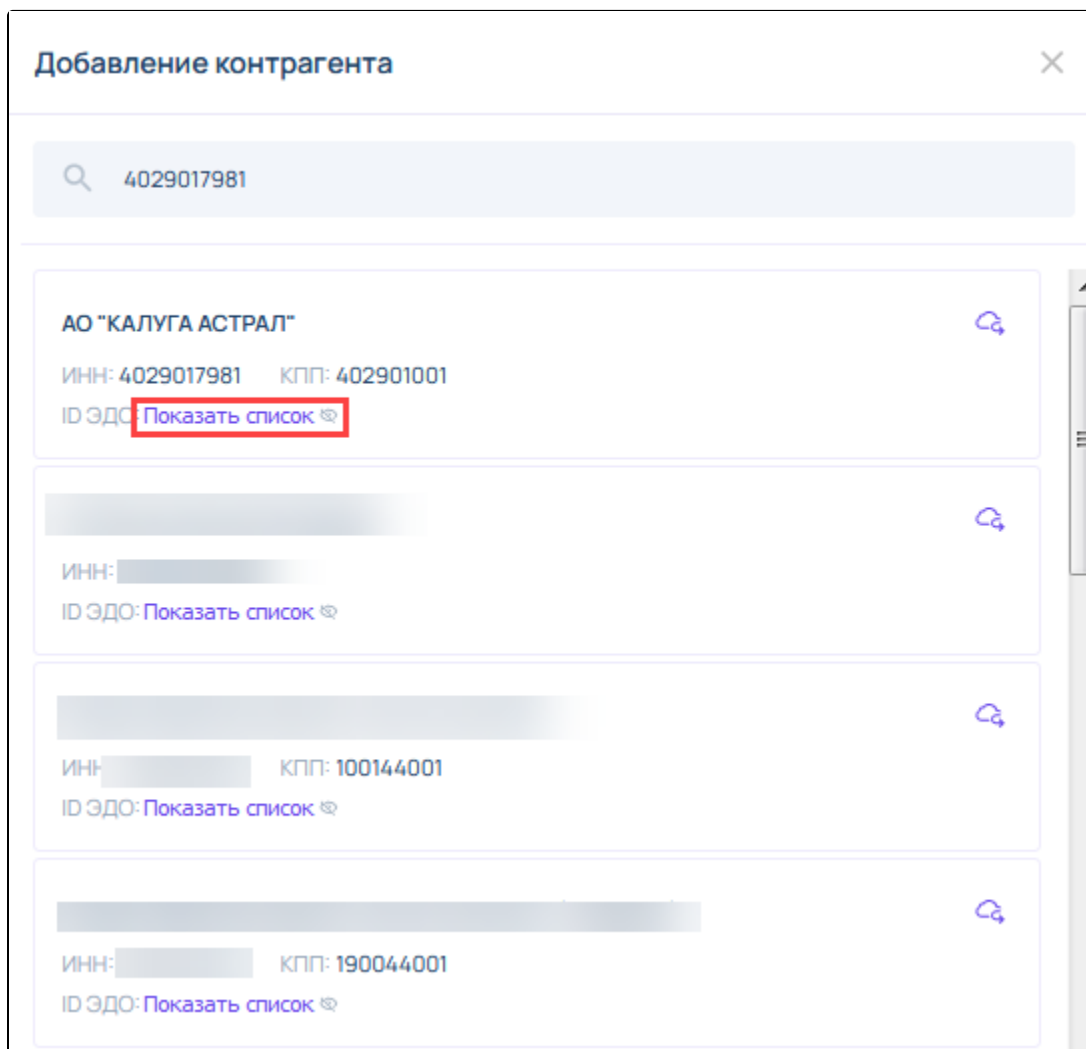 Добавление контрагента
4029017981
АО "КАЛУГА АСТРАЛ"
ИНН: 4029017981 КПП: 402901001
ID ЭДО: Показать список
ИНН:
ID ЭДО: Показать список
ИНН КПП: 100144001
ID ЭДО: Показать список
ИНН: КПП: 190044001
ID ЭДО: Показать список